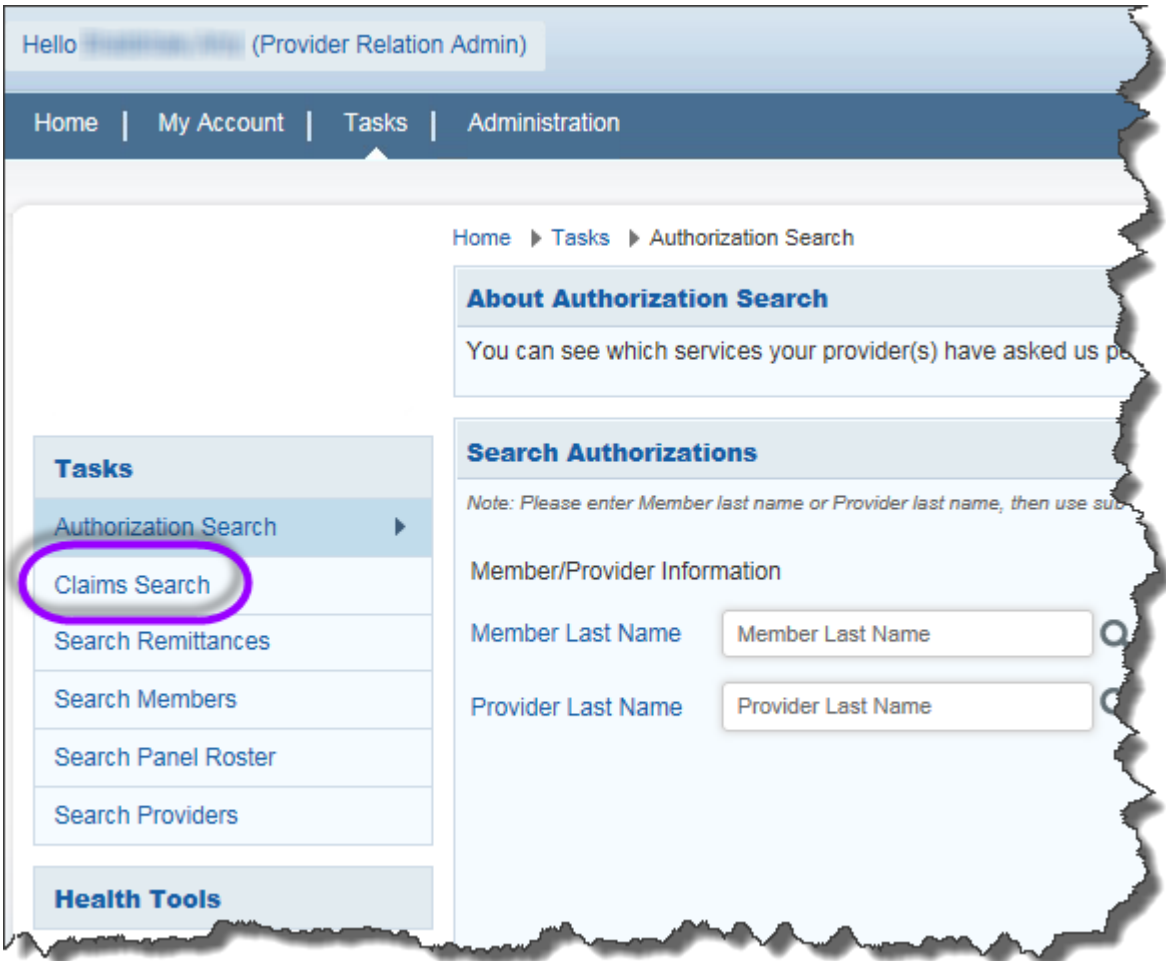 Hello (Provider Relation Admin)
Home | My Account | Tasks | Administration
Home Tasks Authorization Search
About Authorization Search
You can see which services your provider(s) have asked us
Tasks
Authorization Search
Claims Search
Search Remittances
Search Members
Search Panel Roster
Search Providers
Health Tools
Search Authorizations
Note: Please enter Member last name or Provider last name, then use
Member/Provider Information
Member Last Name Member Last Name
Provider Last Name Provider Last Name